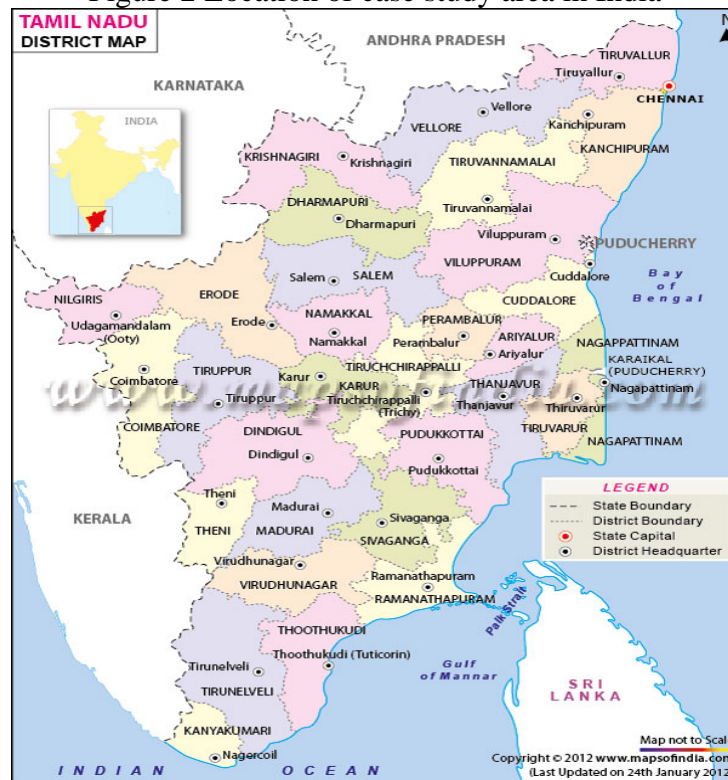 Figure 2 Location of case study area in India
TAMIL NADU
DISTRICT MAP
ANDHRA PRADESH
KARNATAKA
INDIA
TIRUVALLUR
Tiruvallur
CHENNAI
Vellore
VELLORE
Kanchipuram
KANCHIPURAM
KRISHNAGIRI
Krishnagiri
TIRUVANNAMALAI
Tiruvannamalai
DHARMAPURI
Dharmapuri
Viluppuram
VILUPPURAM
PUDUCHERRY
Cuddalore
CUDDALORE
Bay
of
Bengal
Salem
SALEM
NILGIRIS
Udagamandalam
(Ooty)
ERODE
Erode
NAMAKKAL
Namakkal
PERAMBALUR
Perambalur
ARIYALUR
Ariyalur
NAGAPPATTINAM
KARAIKAL
(PUDUCHERRY)
Nagapattinam
Coimbatore
COIMBATORE
TIRUPPUR
Tiruppur
Karur
KARUR
TIRUCHCHIRAPPALLI
Tiruchchirappalli
(Trichy)
THANJAVUR
Thanjavur
Thiruvarur
TIRUVARUR
NAGAPATTINAM
DINDIGUL
Dindigul
PUDUKKOTTAI
Pudukkottai
KERALA
Theni
THENI
Madurai
MADURAI
Sivaganga
SIVAGANGA
LEGEND
State Boundary
District Boundary
State Capital
District Headquarter
Virudhunagar
VIRUDHUNAGAR
Ramanathapuram
RAMANATHAPURAM
Palk Strait
THOOTHUKUDI
Thoothukudi (Tuticorin)
Tirunelveli
TIRUNELVELI
Gulf
of Mannar
SRI
LANKA
KANYAKUMARI
Nagercoil
INDIAN OCEAN
Map not to Scal
Copyright © 2012 www.mapsofindia.com
(Last Updated on 24th January 2012